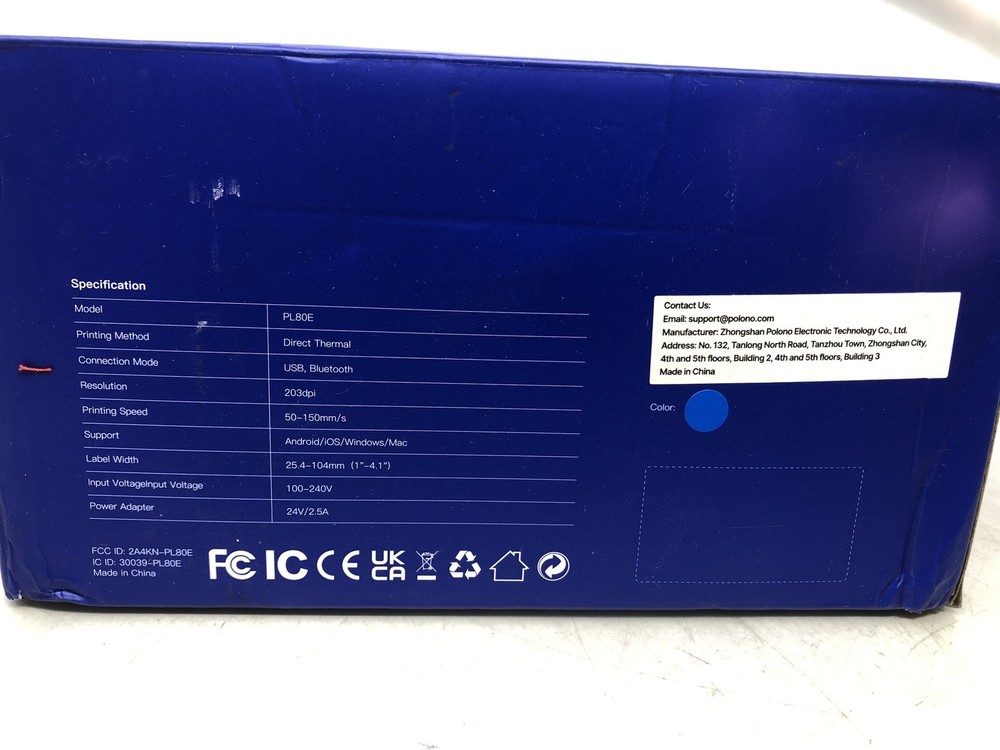 Specification
Model PL80E
Printing Method Direct Thermal
Connection Mode USB, Bluetooth
Resolution 203dpi
Printing Speed 50-150mm/s
Support Android/iOS/Windows/Mac
Label Width 25.4-104mm (1"-4.1")
Input VoltageInput Voltage 100-240V
Power Adapter 24V/2.5A
FCC ID: 2A4KN-PL80E
IC ID: 30039-PL80E
Made in China
FC IC CE UK CA
Contact Us:
Email: support@polono.com
Manufacturer: Zhongshan Polono Electronic Technology Co., Ltd.
Address: No. 132, Tanlong North Road, Tanzhou Town, Zhongshan City,
4th and 5th floors, Building 2, 4th and 5th floors, Building 3
Made in China
Color: